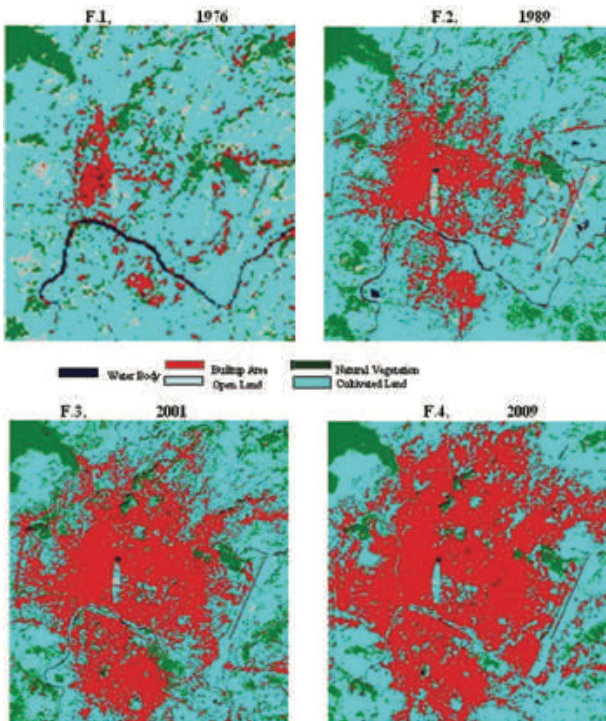 F.1, 1976
F.2, 1989
Water Body
Builtup Area
Open Land
Natural Vegetation
Cultivated Land
F.3, 2001
F.4, 2009